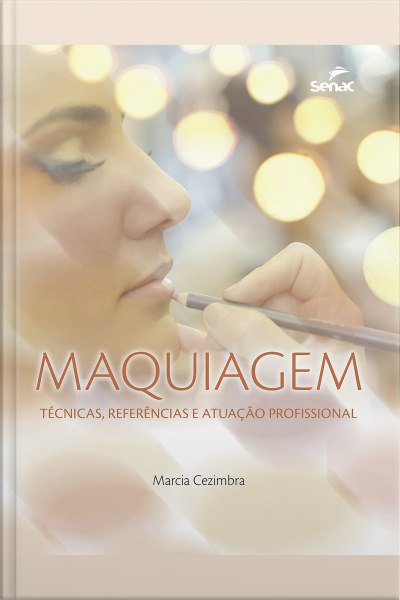 Senac
MAQUIAGEM
TÉCNICAS, REFERÊNCIAS E ATUAÇÃO PROFISSIONAL
Marcia Cezimbra